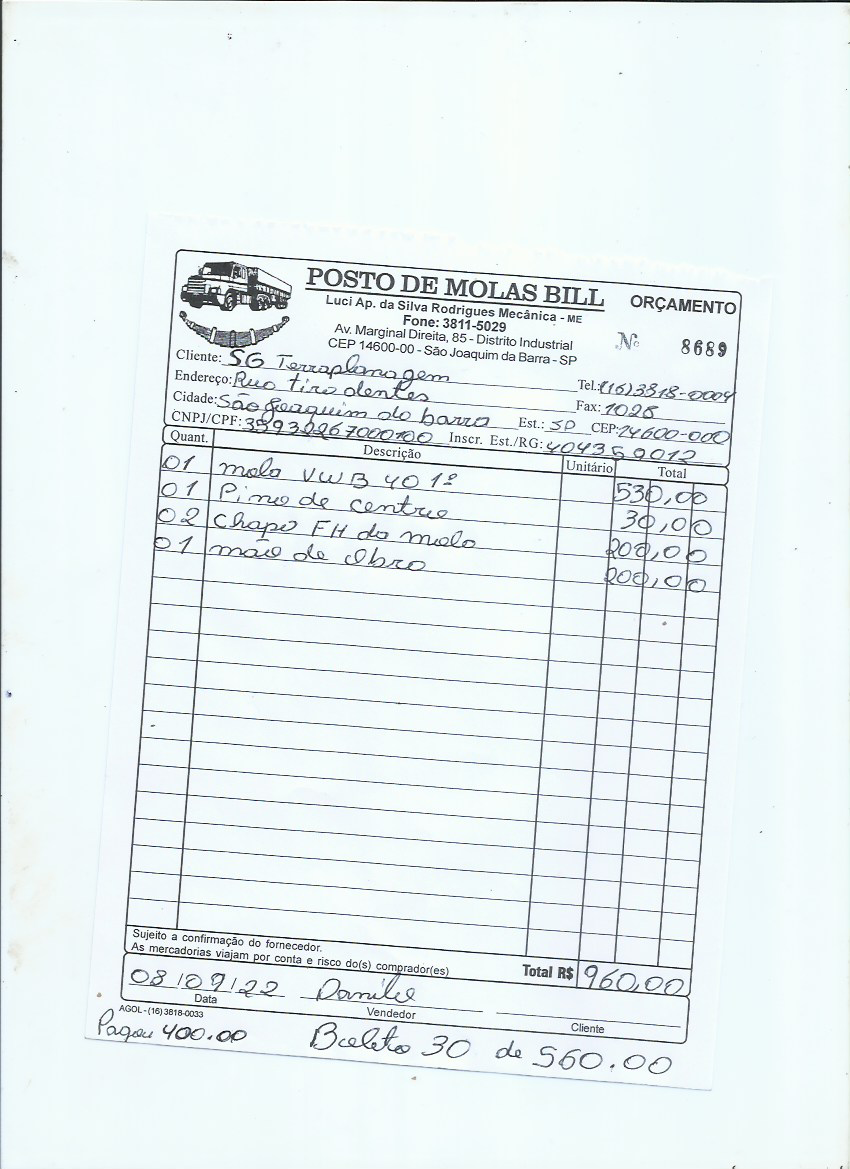 POSTO DE MOLAS BILL
ORÇAMENTO
Luci Ap. da Silva Rodrigues Mecânica - ME
Fone: 3811-5029
Av. Marginal Direita, 85 - Distrito Industrial
CEP 14600-00 - São Joaquim da Barra - SP
Nº 8689
Cliente: SG Terraplanagem
Tel.: (16) 3818-0004
Endereço: Rua tiradentes
Fax: 1028
Cidade: São Joaquim da barra Est.: SP CEP: 14600-000
CNPJ/CPF: Inscr. Est./RG: 404359012
Quant. Descrição Unitário Total
01 mola VWB 40 1ª 530,00
01 Pino de centro 30,00
02 chapa FH da mola 200,00
01 mão de obra 200,00
Sujeito a confirmação do fornecedor.
As mercadorias viajam por conta e risco do(s) comprador(es)
Total R$ 960,00
08/09/22 Danilo
Data Vendedor Cliente
AGOL - (16) 3818-0033
Pagou 400.00 Boleto 30 de 560.00